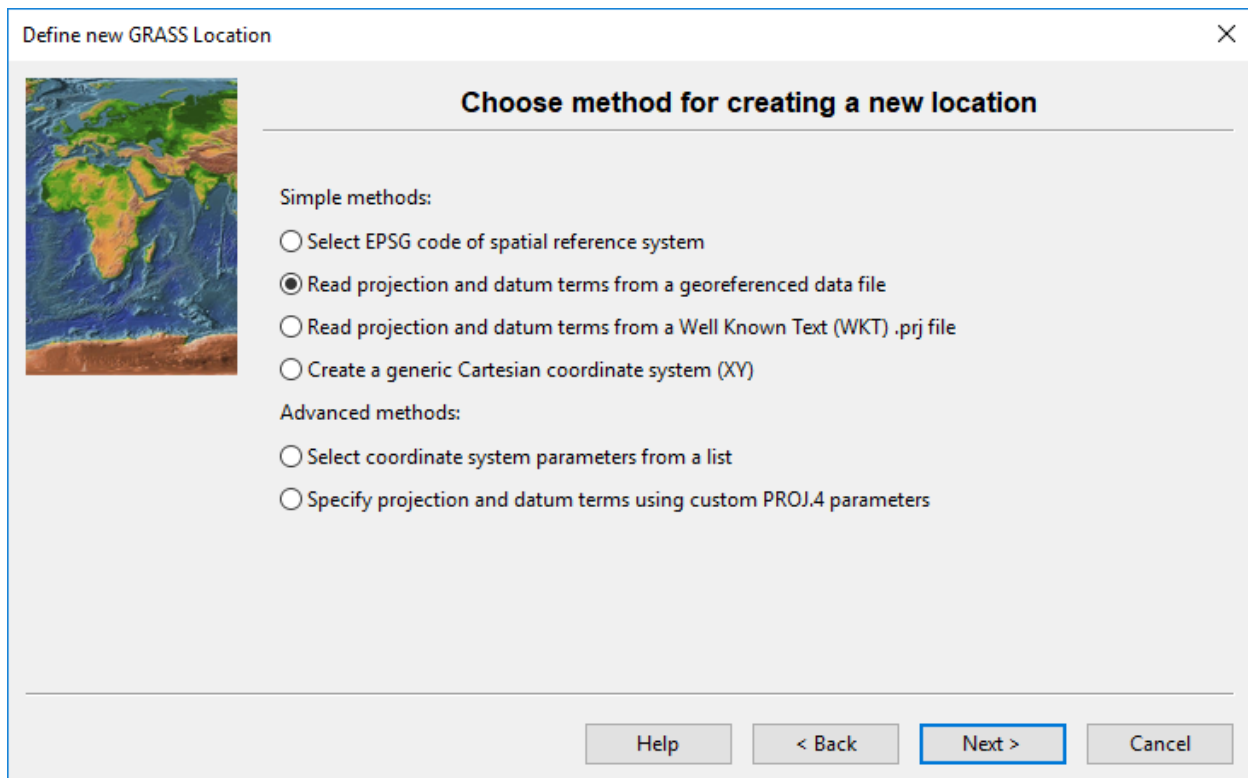 Define new GRASS Location
Choose method for creating a new location
Simple methods:
Select EPSG code of spatial reference system
Read projection and datum terms from a georeferenced data file
Read projection and datum terms from a Well Known Text (WKT) .prj file
Create a generic Cartesian coordinate system (XY)
Advanced methods:
Select coordinate system parameters from a list
Specify projection and datum terms using custom PROJ.4 parameters
Help < Back Next > Cancel